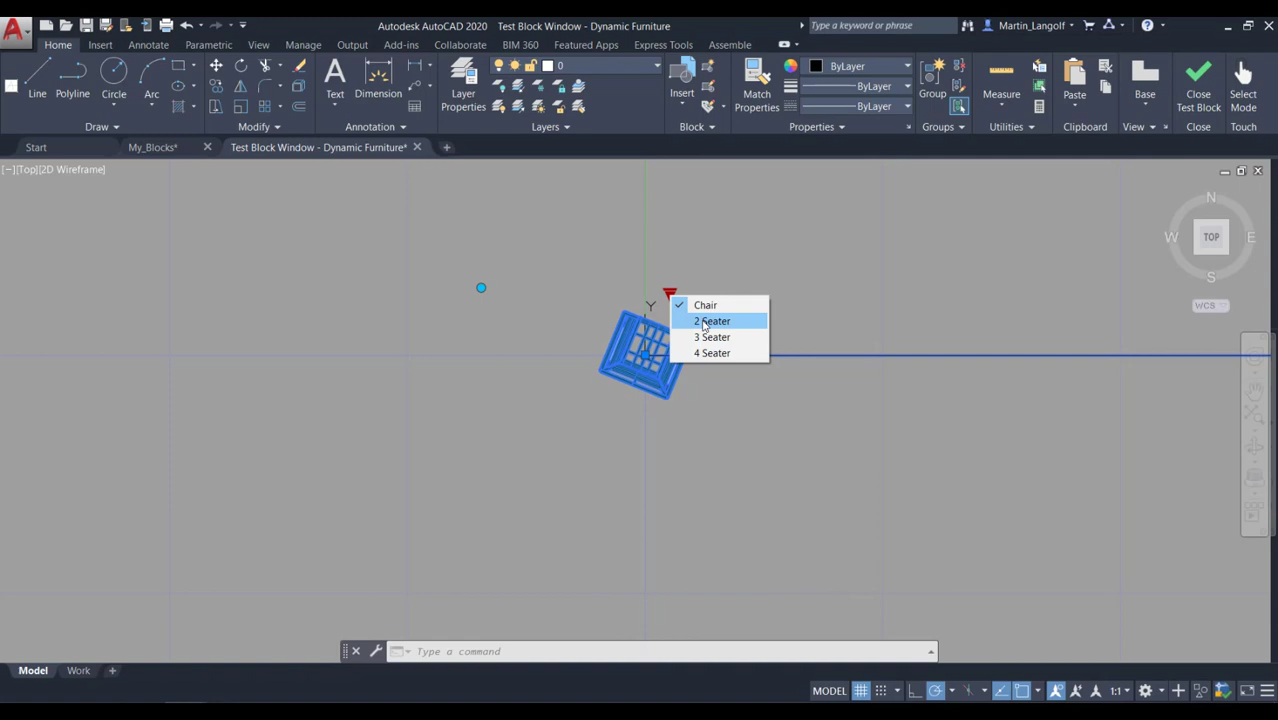 Autodesk AutoCAD 2020 Test Block Window - Dynamic Furniture*
Type a keyword or phrase
Martin_Langolf
Home Insert Annotate Parametric View Manage Output Add-ins Collaborate BIM 360 Featured Apps Express Tools Assemble
0
ByLayer
ByLayer
ByLayer
Line Polyline Circle Arc Text Dimension Layer Properties Insert Match Properties Group Measure Paste Base Close Test Block Select Mode
Draw Modify Annotation Layers Block Properties Groups Utilities Clipboard View Close Touch
Start My_Blocks* Test Block Window - Dynamic Furniture*
[−][Top][2D Wireframe]
N
W TOP E
S
WCS
Y
Chair
2 Seater
3 Seater
4 Seater
Type a command
Model Work
MODEL 1:1